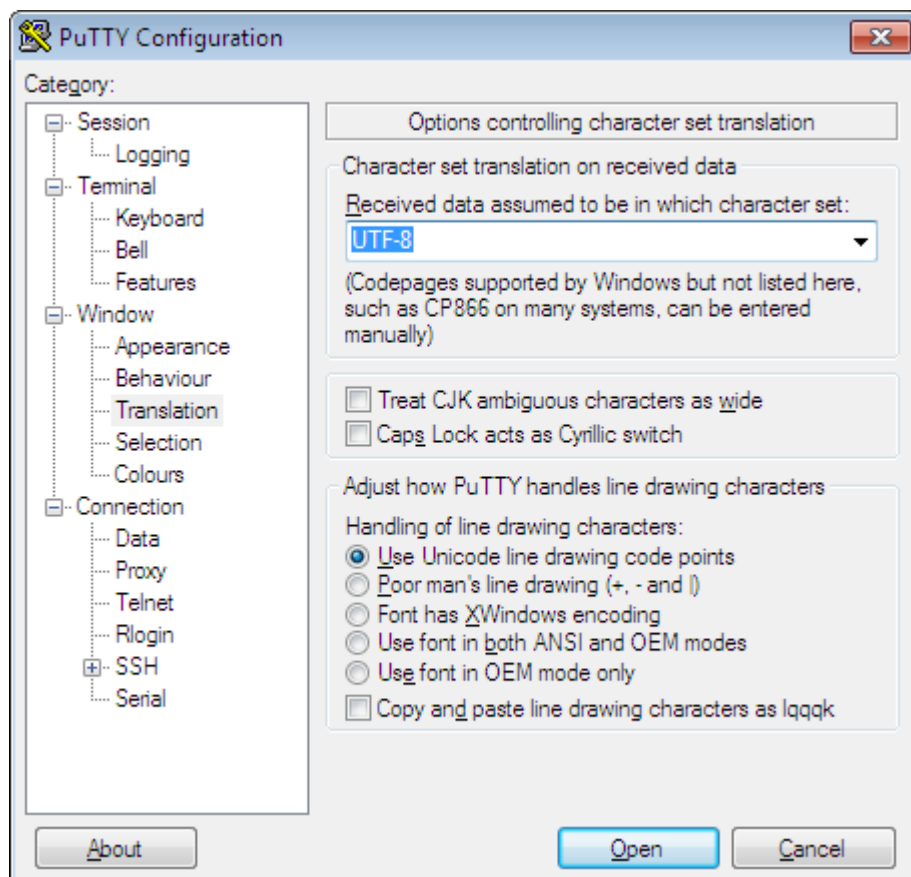 PuTTY Configuration
Category:
Session
Logging
Terminal
Keyboard
Bell
Features
Window
Appearance
Behaviour
Translation
Selection
Colours
Connection
Data
Proxy
Telnet
Rlogin
SSH
Serial
Options controlling character set translation
Character set translation on received data
Received data assumed to be in which character set:
UTF-8
(Codepages supported by Windows but not listed here,
such as CP866 on many systems, can be entered
manually)
Treat CJK ambiguous characters as wide
Caps Lock acts as Cyrillic switch
Adjust how PuTTY handles line drawing characters
Handling of line drawing characters:
Use Unicode line drawing code points
Poor man's line drawing (+, - and |)
Font has XWindows encoding
Use font in both ANSI and OEM modes
Use font in OEM mode only
Copy and paste line drawing characters as lqqqk
About
Open
Cancel